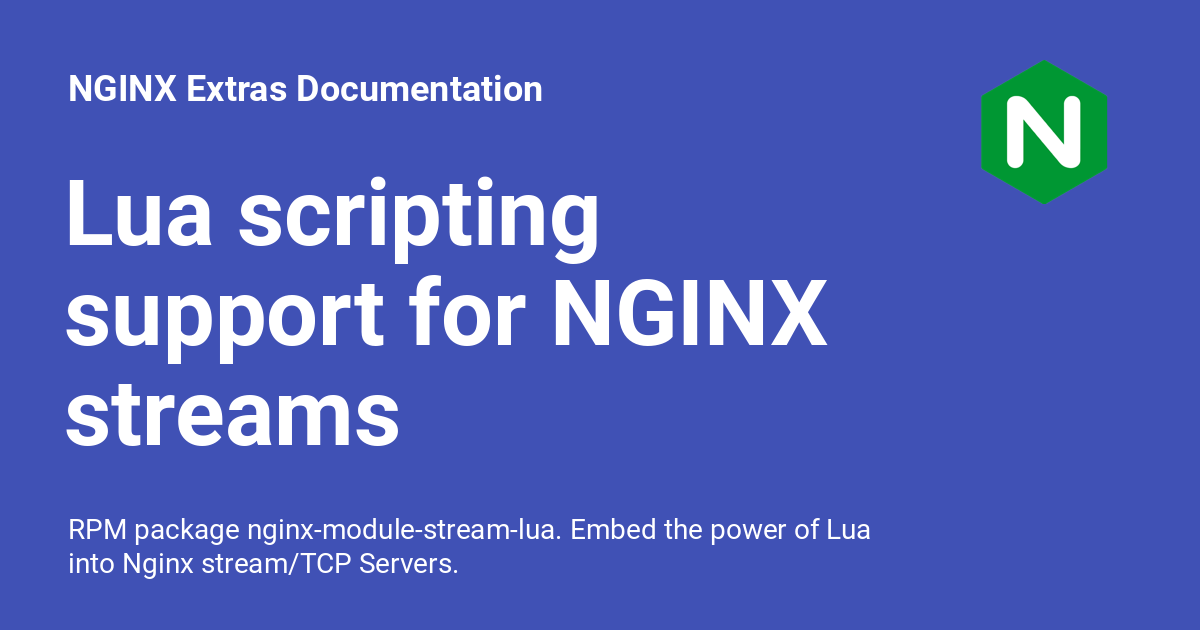 NGINX Extras Documentation
N
Lua scripting
support for NGINX
streams
RPM package nginx-module-stream-lua. Embed the power of Lua
into Nginx stream/TCP Servers.